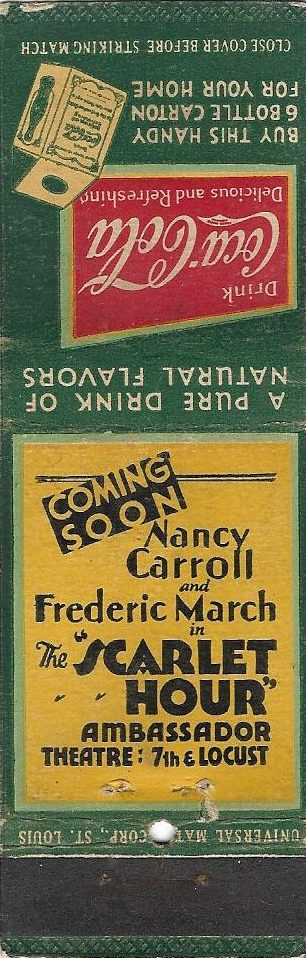 CLOSE COVER BEFORE STRIKING MATCH
BUY THIS HANDY
6 BOTTLE CARTON
FOR YOUR HOME
Drink
Coca-Cola
Delicious and Refreshing
A PURE DRINK OF
NATURAL FLAVORS
COMING
SOON
Nancy
Carroll
and
Frederic March
in
The "SCARLET
HOUR"
AMBASSADOR
THEATRE: 7th & LOCUST
UNIVERSAL MATCH CORP., ST. LOUIS